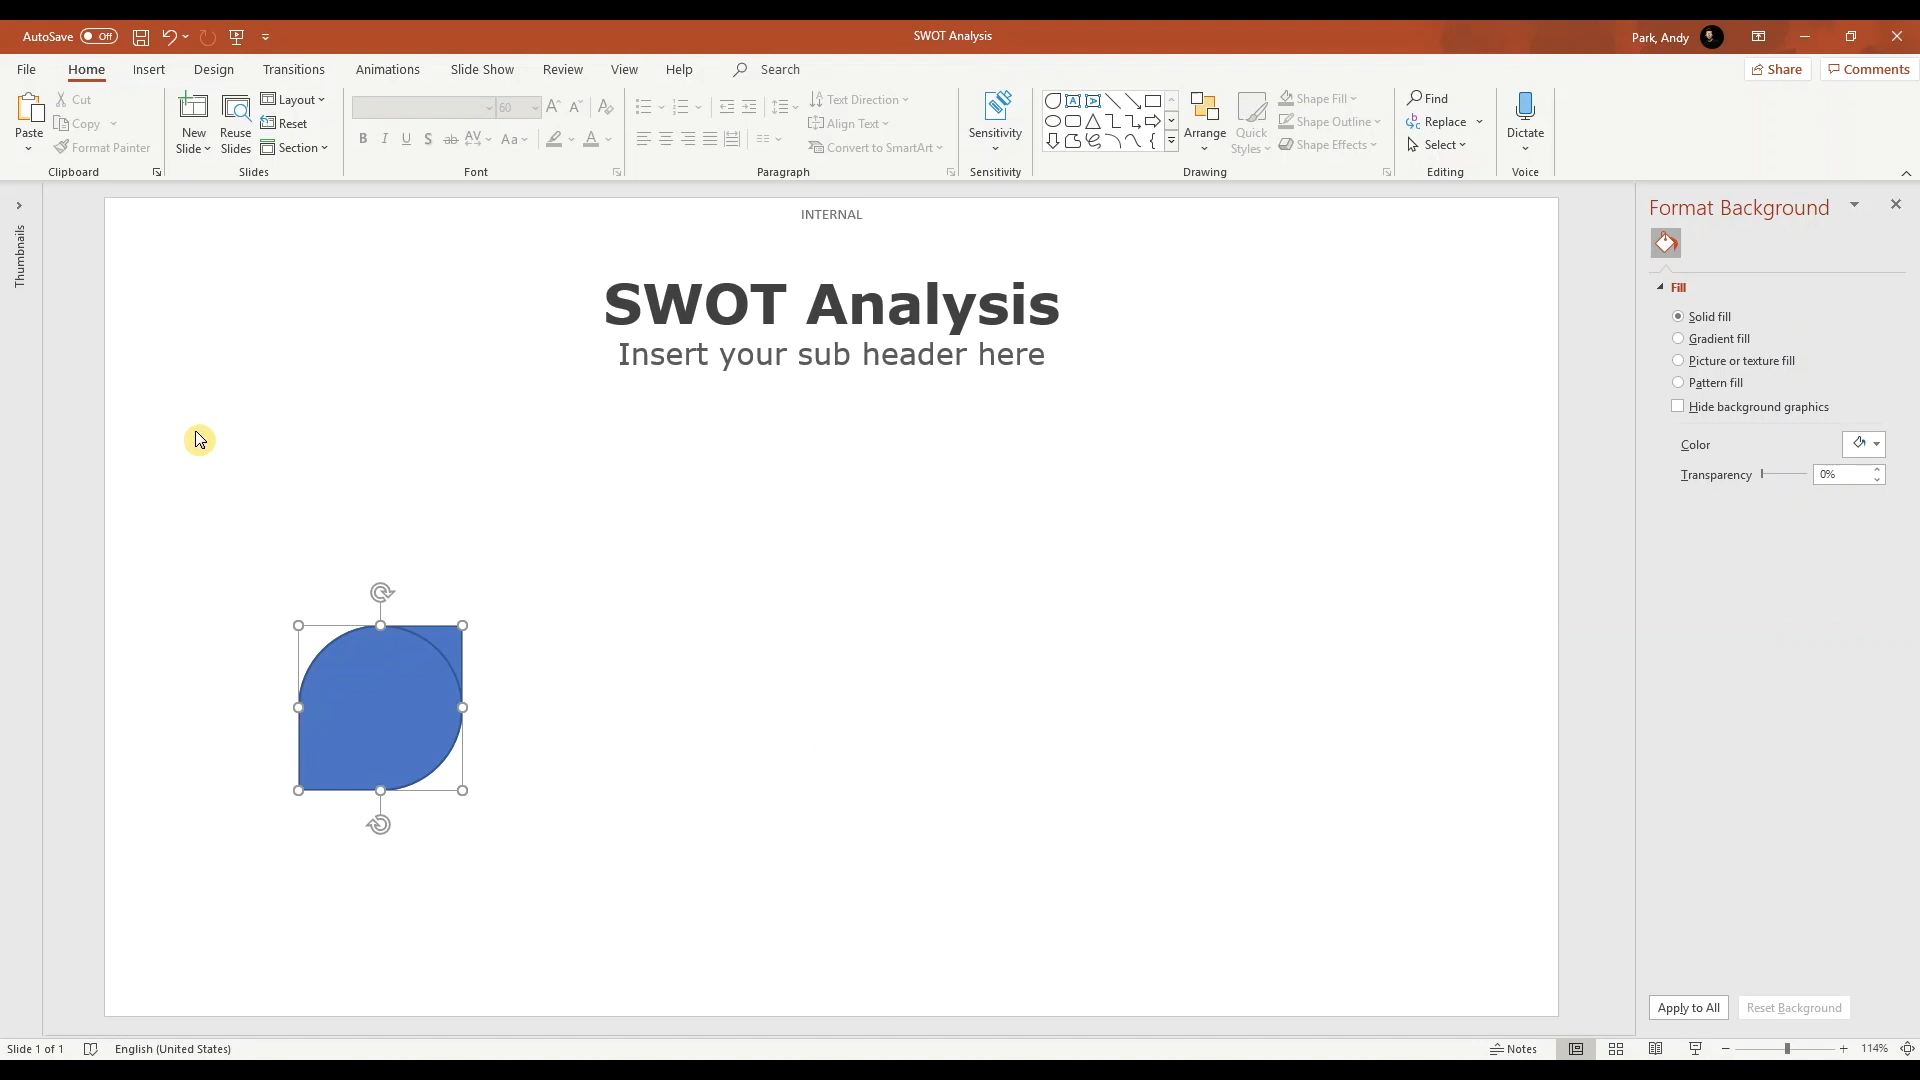 AutoSave Off
SWOT Analysis
Park, Andy
File Home Insert Design Transitions Animations Slide Show Review View Help Search
Share Comments
Paste
Cut
Copy
Format Painter
Clipboard
New Slide
Reuse Slides
Layout
Reset
Section
Slides
60
B I U S ab AV Aa A
Font
Text Direction
Align Text
Convert to SmartArt
Paragraph
Sensitivity
Sensitivity
Arrange
Quick Styles
Shape Fill
Shape Outline
Shape Effects
Drawing
Find
Replace
Select
Editing
Dictate
Voice
Thumbnails
INTERNAL
SWOT Analysis
Insert your sub header here
Format Background
Fill
Solid fill
Gradient fill
Picture or texture fill
Pattern fill
Hide background graphics
Color
Transparency 0%
Apply to All Reset Background
Slide 1 of 1 English (United States) Notes 114%